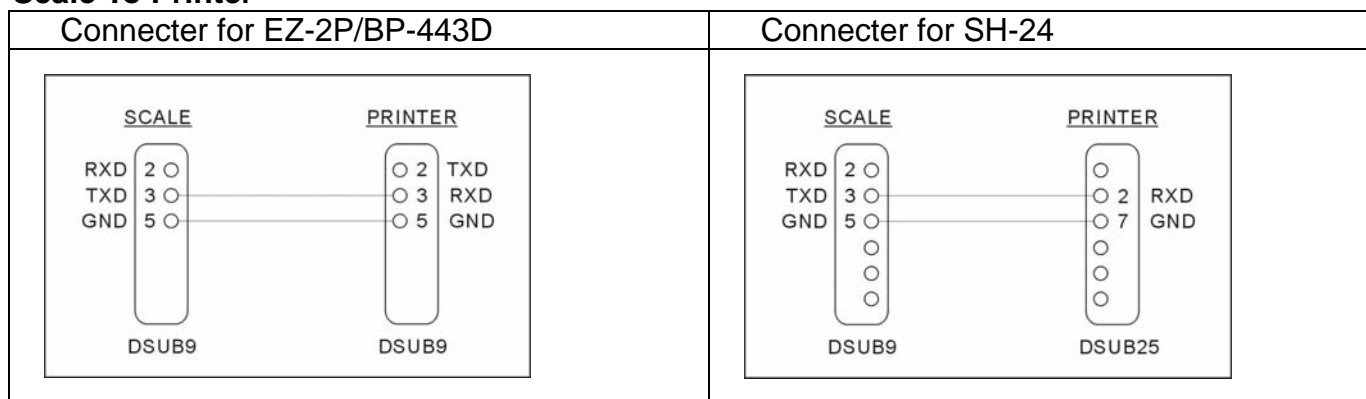 Scale To Printer
Connecter for EZ-2P/BP-443D
Connecter for SH-24
SCALE PRINTER
RXD 2 2 TXD
TXD 3 3 RXD
GND 5 5 GND
DSUB9 DSUB9
SCALE PRINTER
RXD 2
TXD 3 2 RXD
GND 5 7 GND
DSUB9 DSUB25